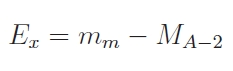 E_x = m_m − M_{A−2}